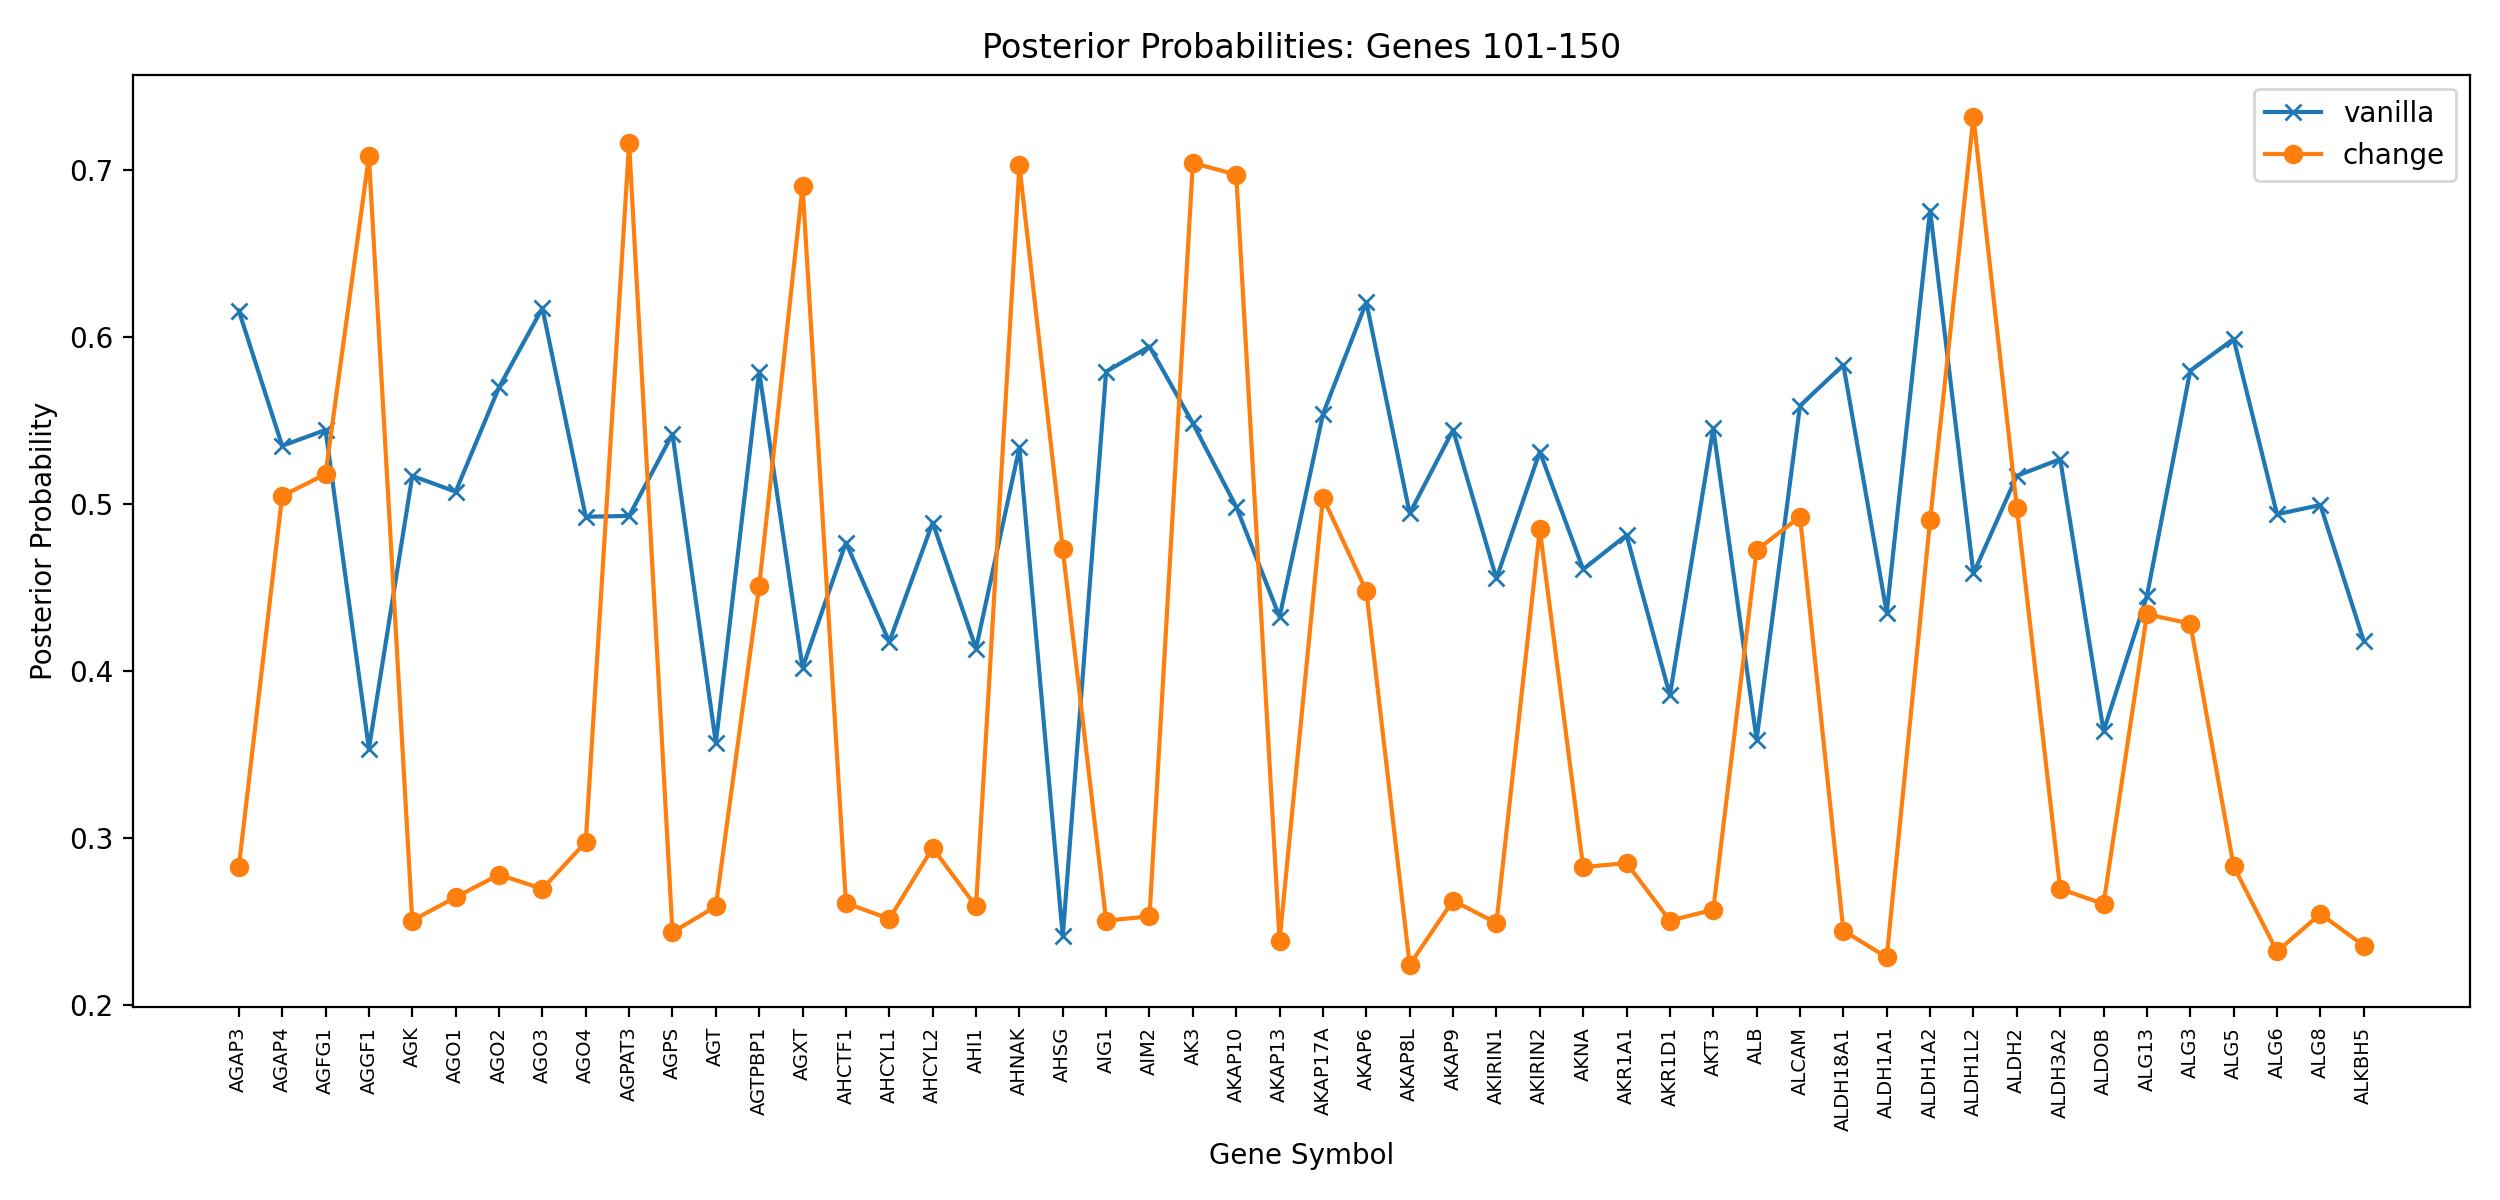 Posterior Probabilities: Genes 101-150
vanilla
change
Posterior Probability
0.7
0.6
0.5
0.4
0.3
0.2
AGAP3
AGAP4
AGFG1
AGGF1
AGK
AGO1
AGO2
AGO3
AGO4
AGPAT3
AGPS
AGT
AGTPBP1
AGXT
AHCTF1
AHCYL1
AHCYL2
AHI1
AHNAK
AHSG
AIG1
AIM2
AK3
AKAP10
AKAP13
AKAP17A
AKAP6
AKAP8L
AKAP9
AKIRIN1
AKIRIN2
AKNA
AKR1A1
AKR1D1
AKT3
ALB
ALCAM
ALDH18A1
ALDH1A1
ALDH1A2
ALDH1L2
ALDH2
ALDH3A2
ALDOB
ALG13
ALG3
ALG5
ALG6
ALG8
ALKBH5
Gene Symbol